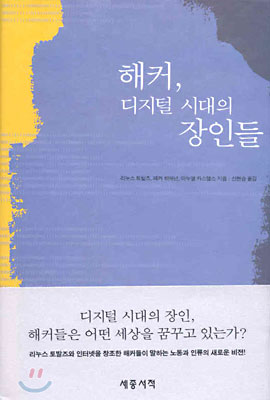 해커,
디지털 시대의
장인들
리누스 토발즈, 페커 히매넌, 마누엘 카스텔스 지음 / 신현승 옮김
디지털 시대의 장인,
해커들은 어떤 세상을 꿈꾸고 있는가?
리누스 토발즈와 인터넷을 창조한 해커들이 말하는 노동과 인류의 새로운 비전!
세종서적